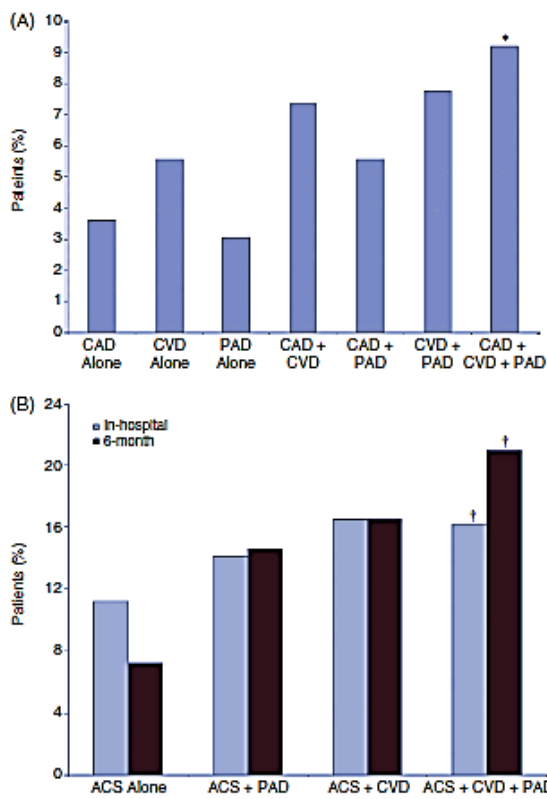 (A)
10
9
8
7
6
5
4
3
2
1
0
Pateints (%)
*
CAD Alone
CVD Alone
PAD Alone
CAD + CVD
CAD + PAD
CVD + PAD
CAD + CVD + PAD
(B)
24
20
16
12
8
4
0
Patients (%)
In-hospital
6-month
†
†
ACS Alone
ACS + PAD
ACS + CVD
ACS + CVD + PAD